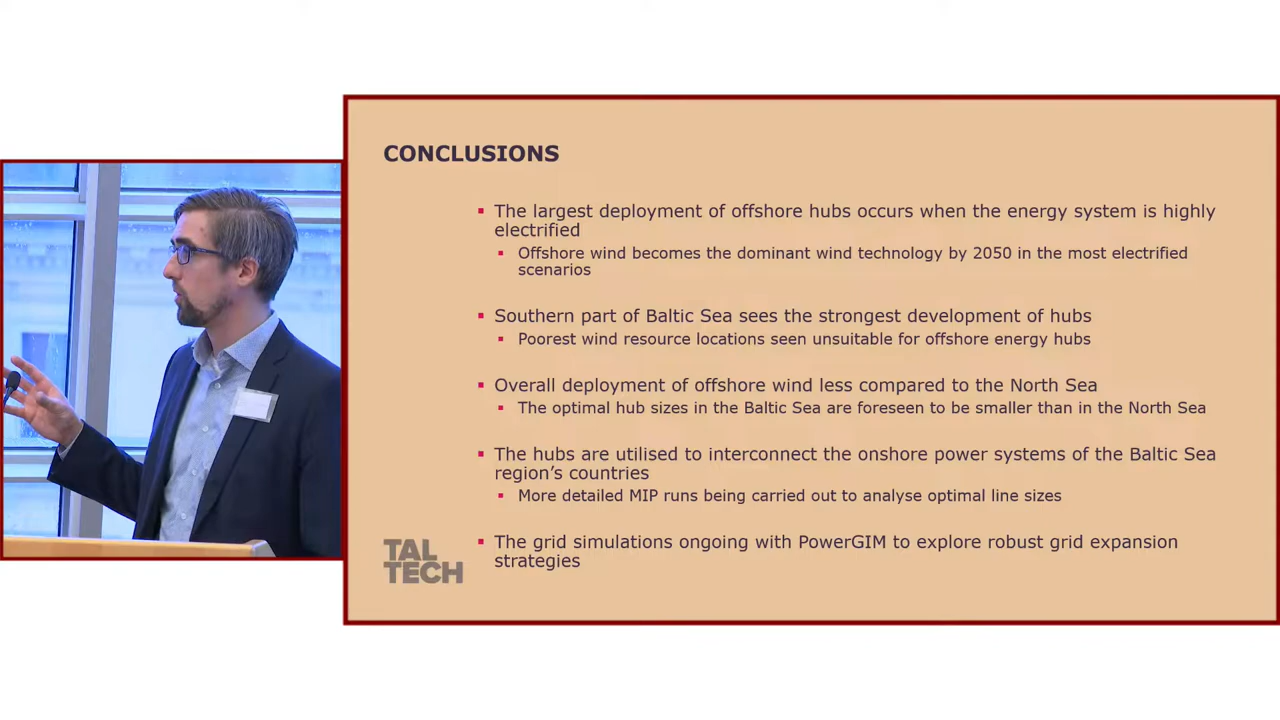 CONCLUSIONS
▪ The largest deployment of offshore hubs occurs when the energy system is highly
electrified
▪ Offshore wind becomes the dominant wind technology by 2050 in the most electrified
scenarios
▪ Southern part of Baltic Sea sees the strongest development of hubs
▪ Poorest wind resource locations seen unsuitable for offshore energy hubs
▪ Overall deployment of offshore wind less compared to the North Sea
▪ The optimal hub sizes in the Baltic Sea are foreseen to be smaller than in the North Sea
▪ The hubs are utilised to interconnect the onshore power systems of the Baltic Sea
region’s countries
▪ More detailed MIP runs being carried out to analyse optimal line sizes
▪ The grid simulations ongoing with PowerGIM to explore robust grid expansion
strategies
TAL
TECH